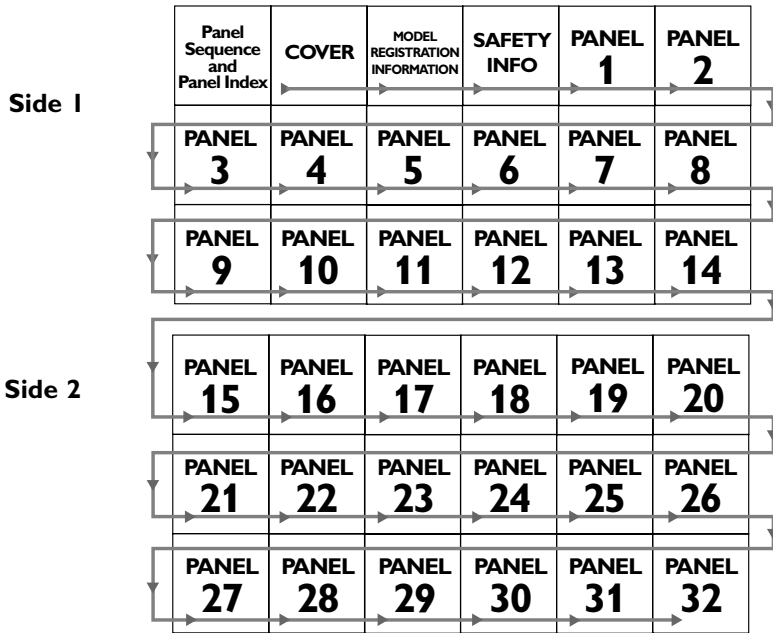 Panel
Sequence
and
Panel Index
COVER
MODEL
REGISTRATION
INFORMATION
SAFETY
INFO
PANEL
1
PANEL
2
Side 1
PANEL
3
PANEL
4
PANEL
5
PANEL
6
PANEL
7
PANEL
8
PANEL
9
PANEL
10
PANEL
11
PANEL
12
PANEL
13
PANEL
14
Side 2
PANEL
15
PANEL
16
PANEL
17
PANEL
18
PANEL
19
PANEL
20
PANEL
21
PANEL
22
PANEL
23
PANEL
24
PANEL
25
PANEL
26
PANEL
27
PANEL
28
PANEL
29
PANEL
30
PANEL
31
PANEL
32